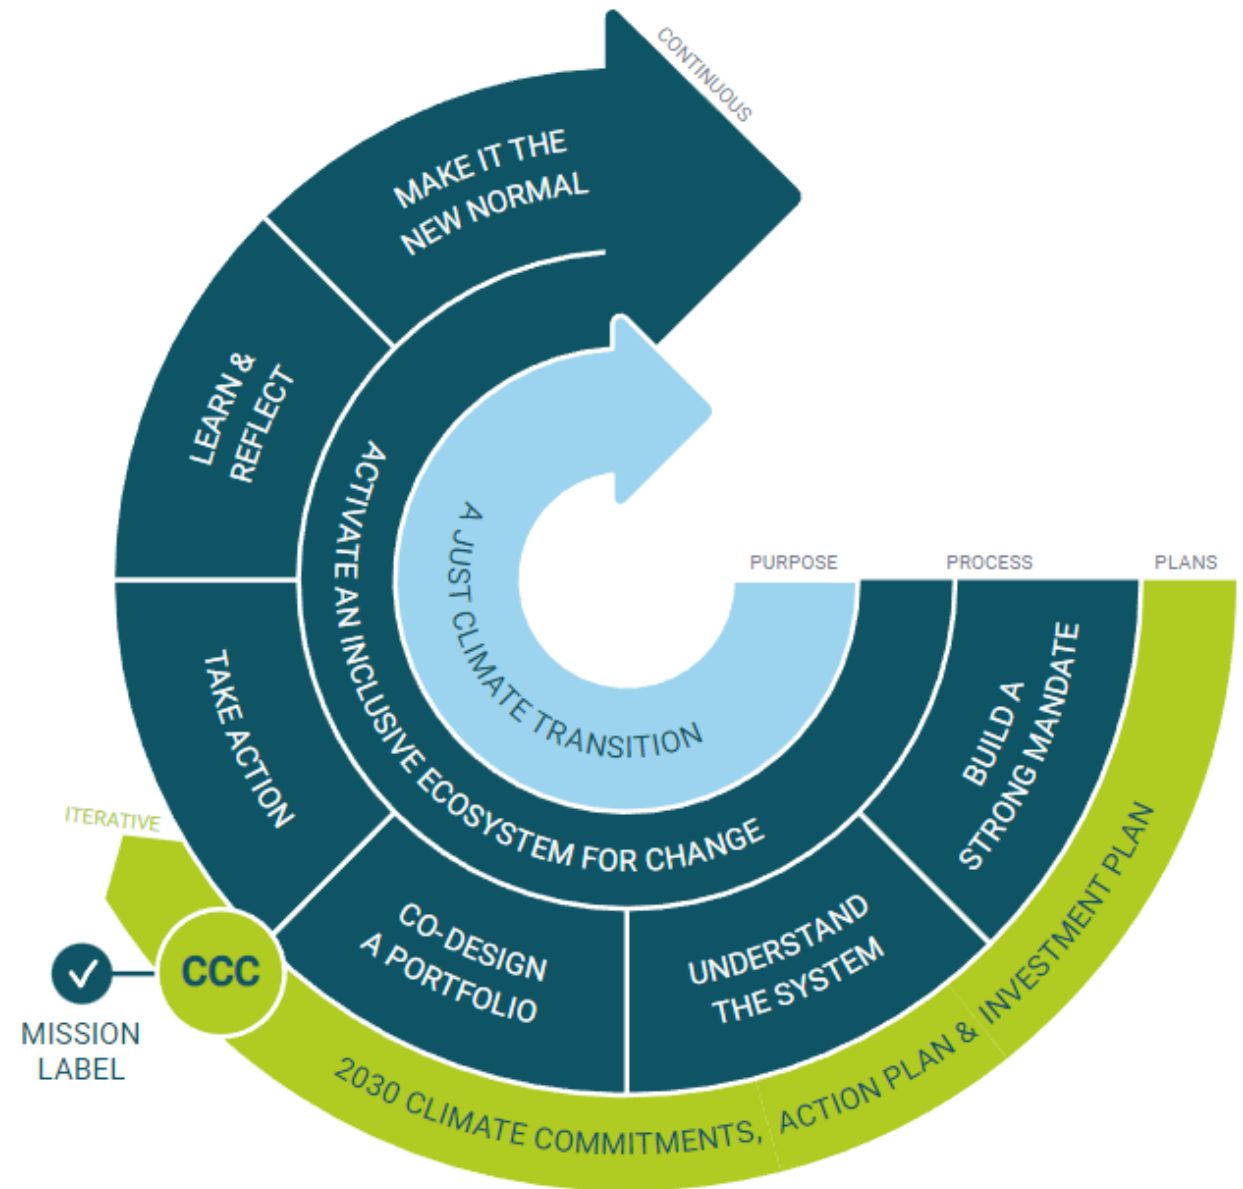 CONTINUOUS
MAKE IT THE
NEW NORMAL
LEARN &
REFLECT
ACTIVATE AN INCLUSIVE ECOSYSTEM FOR CHANGE
A JUST CLIMATE TRANSITION
PURPOSE
PROCESS
PLANS
BUILD A
STRONG MANDATE
TAKE ACTION
ITERATIVE
UNDERSTAND
THE SYSTEM
CO-DESIGN
A PORTFOLIO
CCC
MISSION
LABEL
2030 CLIMATE COMMITMENTS, ACTION PLAN & INVESTMENT PLAN